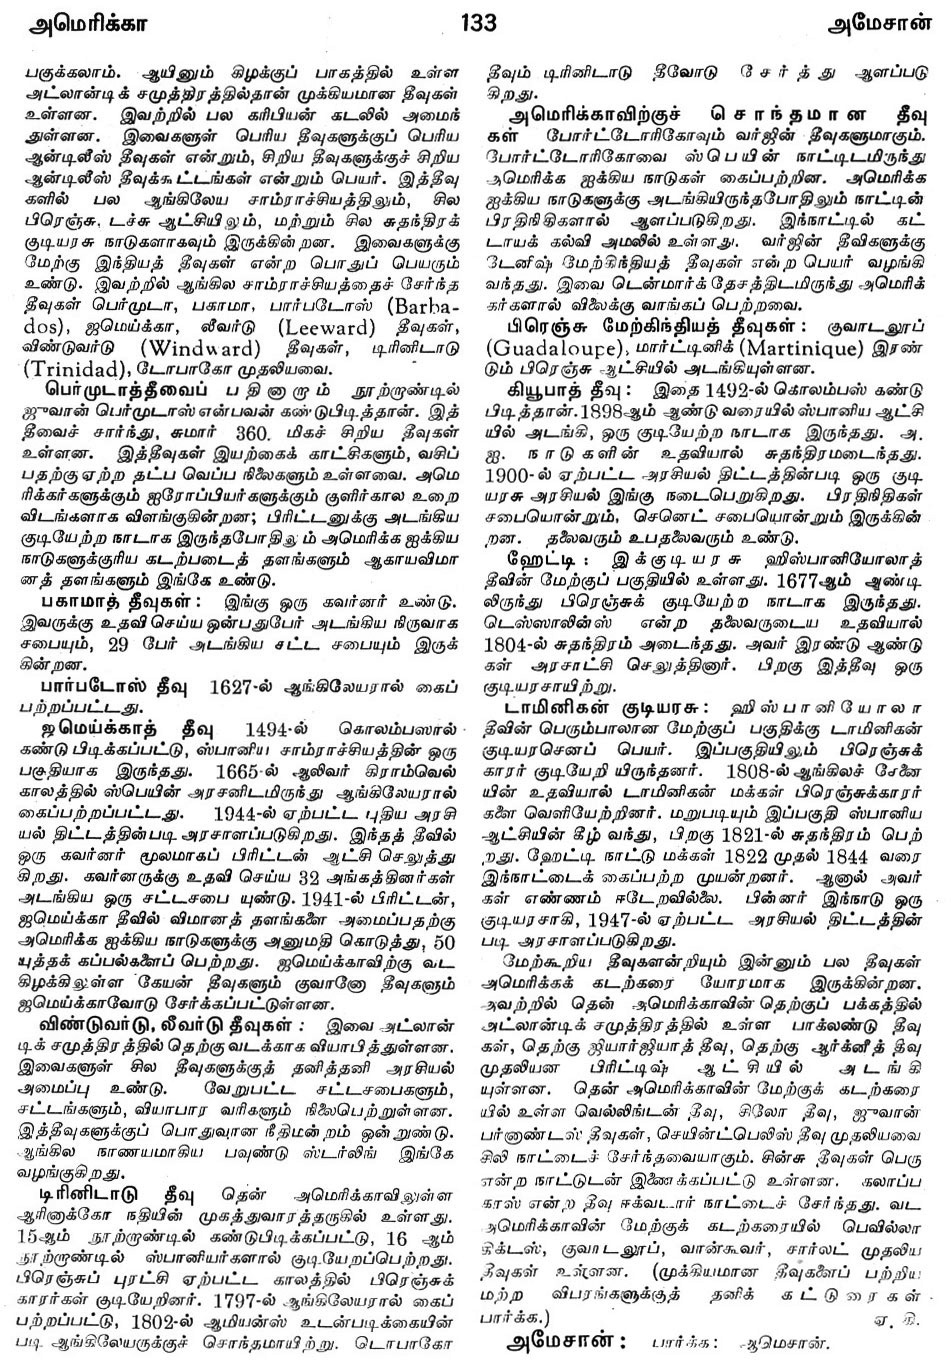 அமெரிக்கா 133 அமேசான்
பகுக்கலாம். ஆயினும் கிழக்குப் பாகத்தில் உள்ள
அட்லான்டிக் சமுத்திரத்தில்தான் முக்கியமான தீவுகள்
உள்ளன. இவற்றில் பல கரிபியன் கடலில் அமைந்
துள்ளன. இவைகளுள் பெரிய தீவுகளுக்குப் பெரிய
ஆன்டிலீஸ் தீவுகள் என்றும், சிறிய தீவுகளுக்குச் சிறிய
ஆன்டிலீஸ் தீவுக்கூட்டங்கள் என்றும் பெயர். இத்தீவு
களில் பல ஆங்கிலேய சாம்ராச்சியத்திலும், சில
பிரெஞ்சு, டச்சு ஆட்சியிலும், மற்றும் சில சுதந்திரக்
குடியரசு நாடுகளாகவும் இருக்கின்றன. இவைகளுக்கு
மேற்கு இந்தியத் தீவுகள் என்ற பொதுப் பெயரும்
உண்டு. இவற்றில் ஆங்கில சாம்ராச்சியத்தைச் சேர்ந்த
தீவுகள் பெர்முடா, பகாமா, பார்படோஸ் (Barba-
dos), ஜமெய்க்கா, லீவர்டு (Leeward) தீவுகள்,
விண்டுவர்டு (Windward) தீவுகள், டிரினிடாடு
(Trinidad), டோபாகோ முதலியவை.
பெர்முடாத்தீவைப் பதினாறாம் நூற்றாண்டில்
ஜுவான் பெர்முடாஸ் என்பவன் கண்டுபிடித்தான். இத்
தீவைச் சார்ந்து, சுமார் 360. மிகச் சிறிய தீவுகள்
உள்ளன. இத்தீவுகள் இயற்கைக் காட்சிகளும், வசிப்
பதற்கு ஏற்ற தட்ப வெப்ப நிலைகளும் உள்ளவை. அமெ
ரிக்கர்களுக்கும் ஐரோப்பியர்களுக்கும் குளிர்கால உறை
விடங்களாக விளங்குகின்றன; பிரிட்டனுக்கு அடங்கிய
குடியேற்ற நாடாக இருந்தபோதிலும் அமெரிக்க ஐக்கிய
நாடுகளுக்குரிய கடற்படைத் தளங்களும் ஆகாயவிமா
னத் தளங்களும் இங்கே உண்டு.
பகாமாத் தீவுகள் : இங்கு ஒரு கவர்னர் உண்டு.
இவருக்கு உதவி செய்ய ஒன்பதுபேர் அடங்கிய நிருவாக
சபையும், 29 பேர் அடங்கிய சட்ட சபையும் இருக்
கின்றன.
பார்படோஸ் தீவு 1627-ல் ஆங்கிலேயரால் கைப்
பற்றப்பட்டது.
ஜமெய்க்காத் தீவு 1494-ல் கொலம்பஸால்
கண்டு பிடிக்கப்பட்டு, ஸ்பானிய சாம்ராச்சியத்தின் ஒரு
பகுதியாக இருந்தது. 1665-ல் ஆலிவர் கிராம்வெல்
காலத்தில் ஸ்பெயின் அரசனிடமிருந்து ஆங்கிலேயரால்
கைப்பற்றப்பட்டது. 1944-ல் ஏற்பட்ட புதிய அரசி
யல் திட்டத்தின்படி அரசாளப்படுகிறது. இந்தத் தீவில்
ஒரு கவர்னர் மூலமாகப் பிரிட்டன் ஆட்சி செலுத்து
கிறது. கவர்னருக்கு உதவி செய்ய 32 அங்கத்தினர்கள்
அடங்கிய ஒரு சட்டசபை யுண்டு. 1941-ல் பிரிட்டன்,
ஜமெய்க்கா தீவில் விமானத் தளங்களை அமைப்பதற்கு
அமெரிக்க ஐக்கிய நாடுகளுக்கு அனுமதி கொடுத்து, 50
யுத்தக் கப்பல்களைப் பெற்றது. ஜமெய்க்காவிற்கு வட
கிழக்கிலுள்ள கேயன் தீவுகளும் குவானோ தீவுகளும்
ஜமெய்க்காவோடு சேர்க்கப்பட்டுள்ளன.
விண்டுவர்டு, லீவர்டு தீவுகள் : இவை அட்லான்
டிக் சமுத்திரத்தில் தெற்கு வடக்காக வியாபித்துள்ளன.
இவைகளுள் சில தீவுகளுக்குத் தனித்தனி அரசியல்
அமைப்பு உண்டு. வேறுபட்ட சட்டசபைகளும்,
சட்டங்களும், வியாபார வரிகளும் நிலைபெற்றுள்ளன.
இத்தீவுகளுக்குப் பொதுவான நீதிமன்றம் ஒன்றுண்டு.
ஆங்கில நாணயமாகிய பவுண்டு ஸ்டர்லிங் இங்கே
வழங்குகிறது.
டிரினிடாடு தீவு தென் அமெரிக்காவிலுள்ள
ஆரினாக்கோ நதியின் முகத்துவாரத்தருகில் உள்ளது.
15ஆம் நூற்றாண்டில் கண்டுபிடிக்கப்பட்டு, 16 ஆம்
நூற்றாண்டில் ஸ்பானியர்களால் குடியேறப்பெற்றது.
பிரெஞ்சுப் புரட்சி ஏற்பட்ட காலத்தில் பிரெஞ்சுக்
காரர்கள் குடியேறினர். 1797-ல் ஆங்கிலேயரால் கைப்
பற்றப்பட்டு, 1802-ல் ஆமியன்ஸ் உடன்படிக்கையின்
படி ஆங்கிலேயருக்குச் சொந்தமாயிற்று. டொபாகோ
தீவும் டிரினிடாடு தீவோடு சேர்த்து ஆளப்படு
கிறது.
அமெரிக்காவிற்குச் சொந்தமான தீவு
கள் போர்ட்டோரிகோவும் வர்ஜின் தீவுகளுமாகும்.
போர்ட்டோரிகோவை ஸ்பெயின் நாட்டிடமிருந்து
அமெரிக்க ஐக்கிய நாடுகள் கைப்பற்றின. அமெரிக்க
ஐக்கிய நாடுகளுக்கு அடங்கியிருந்தபோதிலும் நாட்டின்
பிரதிநிதிகளால் ஆளப்படுகிறது. இந்நாட்டில் கட்
டாயக் கல்வி அமலில் உள்ளது. வர்ஜின் தீவிகளுக்கு
டேனிஷ் மேற்கிந்தியத் தீவுகள் என்ற பெயர் வழங்கி
வந்தது. இவை டென்மார்க் தேசத்திடமிருந்து அமெரிக்
கர்களால் விலைக்கு வாங்கப் பெற்றவை.
பிரெஞ்சு மேற்கிந்தியத் தீவுகள் : குவாடலூப்
(Guadaloupe), மார்ட்டினிக் (Martinique) இரண்
டும் பிரெஞ்சு ஆட்சியில் அடங்கியுள்ளன.
கியூபாத் தீவு : இதை 1492-ல் கொலம்பஸ் கண்டு
பிடித்தான். 1898ஆம் ஆண்டு வரையில் ஸ்பானிய ஆட்சி
யில் அடங்கி, ஒரு குடியேற்ற நாடாக இருந்தது. அ.
ஐ. நாடுகளின் உதவியால் சுதந்திரமடைந்தது.
1900-ல் ஏற்பட்ட அரசியல் திட்டத்தின்படி ஒரு குடி
யரசு அரசியல் இங்கு நடைபெறுகிறது. பிரதிநிதிகள்
சபையொன்றும், செனெட் சபையொன்றும் இருக்கின்
றன. தலைவரும் உபதலைவரும் உண்டு.
ஹேட்டி : இக்குடியரசு ஹிஸ்பானியோலாத்
தீவின் மேற்குப் பகுதியில் உள்ளது. 1677ஆம் ஆண்டி
லிருந்து பிரெஞ்சுக் குடியேற்ற நாடாக இருந்தது.
டெஸ்ஸாலின்ஸ் என்ற தலைவருடைய உதவியால்
1804-ல் சுதந்திரம் அடைந்தது. அவர் இரண்டு ஆண்டு
கள் அரசாட்சி செலுத்தினார். பிறகு இத்தீவு ஒரு
குடியரசாயிற்று.
டாமினிகன் குடியரசு : ஹிஸ்பானியோலா
தீவின் பெரும்பாலான மேற்குப் பகுதிக்கு டாமினிகன்
குடியரசெனப் பெயர். இப்பகுதியிலும் பிரெஞ்சுக்
காரர் குடியேறி யிருந்தனர். 1808-ல் ஆங்கிலச் சேனை
யின் உதவியால் டாமினிகன் மக்கள் பிரெஞ்சுக்காரர்
களை வெளியேற்றினர். மறுபடியும் இப்பகுதி ஸ்பானிய
ஆட்சியின் கீழ் வந்து, பிறகு 1821-ல் சுதந்திரம் பெற்
றது. ஹேட்டி நாட்டு மக்கள் 1822 முதல் 1844 வரை
இந்நாட்டைக் கைப்பற்ற முயன்றனர். ஆனால் அவர்
கள் எண்ணம் ஈடேறவில்லை. பின்னர் இந்நாடு ஒரு
குடியரசாகி, 1947-ல் ஏற்பட்ட அரசியல் திட்டத்தின்
படி அரசாளப்படுகிறது.
மேற்கூறிய தீவுகளன்றியும் இன்னும் பல தீவுகள்
அமெரிக்கக் கடற்கரை யோரமாக இருக்கின்றன.
அவற்றில் தென் அமெரிக்காவின் தெற்குப் பக்கத்தில்
அட்லாண்டிக் சமுத்திரத்தில் உள்ள பாக்லண்டு தீவு
கள், தெற்கு ஜியார்ஜியாத் தீவு, தெற்கு ஆர்க்னீத் தீவு
முதலியன பிரிட்டிஷ் ஆட்சியில் அடங்கி
யுள்ளன. தென் அமெரிக்காவின் மேற்குக் கடற்கரை
யில் உள்ள வெல்லிங்டன் தீவு, சிலோ தீவு, ஜுவான்
பர்னாண்டஸ் தீவுகள், செயின்ட்பெலிஸ் தீவு முதலியவை
சிலி நாட்டைச் சேர்ந்தவையாகும். சின்சு தீவுகள் பெரு
என்ற நாட்டுடன் இணைக்கப்பட்டு உள்ளன. கலாப்ப
காஸ் என்ற தீவு ஈக்வடார் நாட்டைச் சேர்ந்தது. வட
அமெரிக்காவின் மேற்குக் கடற்கரையில் பெவில்லா
கிக்டஸ், குவாடலூப், வான்கூவர், சார்லட் முதலிய
தீவுகள் உள்ளன. (முக்கியமான தீவுகளைப் பற்றிய
மற்ற விபரங்களுக்குத் தனிக் கட்டுரைகள்
பார்க்க.) ஏ. கி.
அமேசான் : பார்க்க : ஆமெசான்.